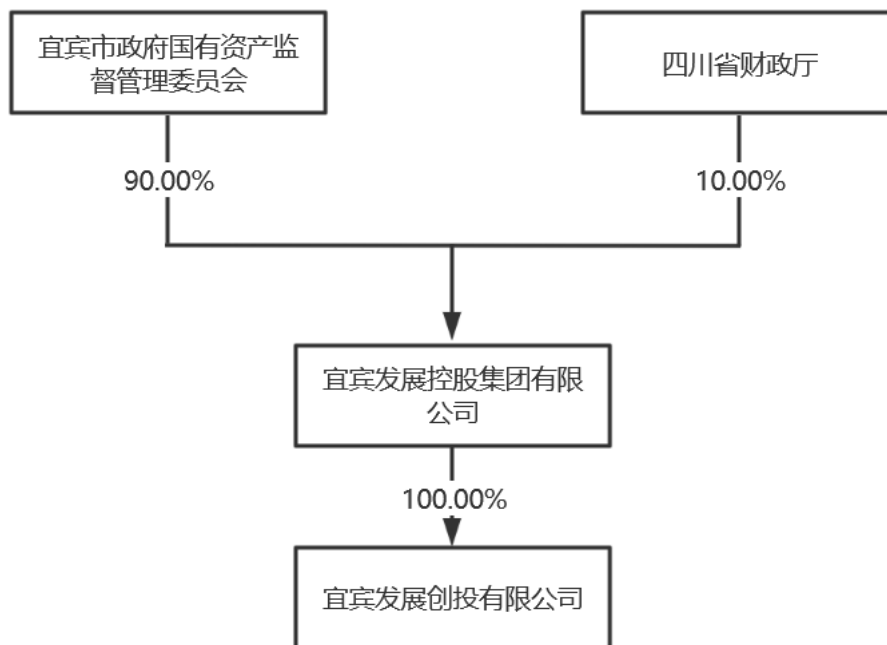 宜宾市政府国有资产监
督管理委员会
四川省财政厅
90.00%
10.00%
宜宾发展控股集团有限
公司
100.00%
宜宾发展创投有限公司